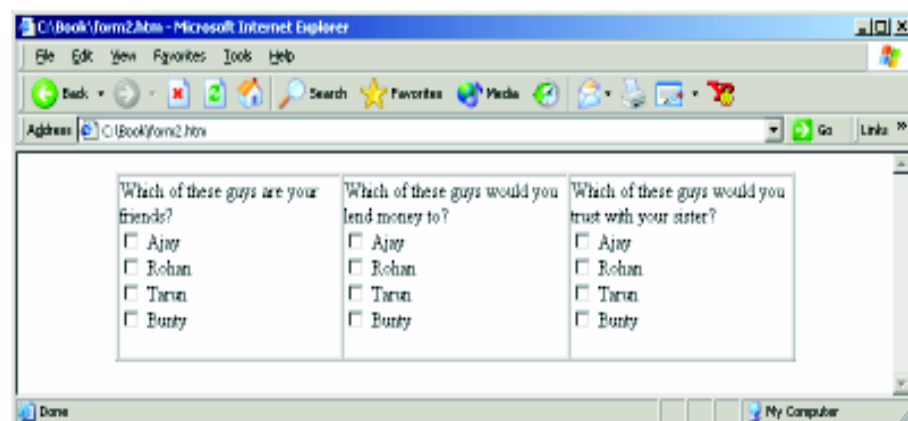 C:\Book\form2.htm - Microsoft Internet Explorer
File Edit View Favorites Tools Help
Back Search Favorites Media
Address C:\Book\form2.htm Go Links »
Which of these guys are your
friends?
Ajay
Rohan
Tarun
Bunty
Which of these guys would you
lend money to?
Ajay
Rohan
Tarun
Bunty
Which of these guys would you
trust with your sister?
Ajay
Rohan
Tarun
Bunty
Done My Computer